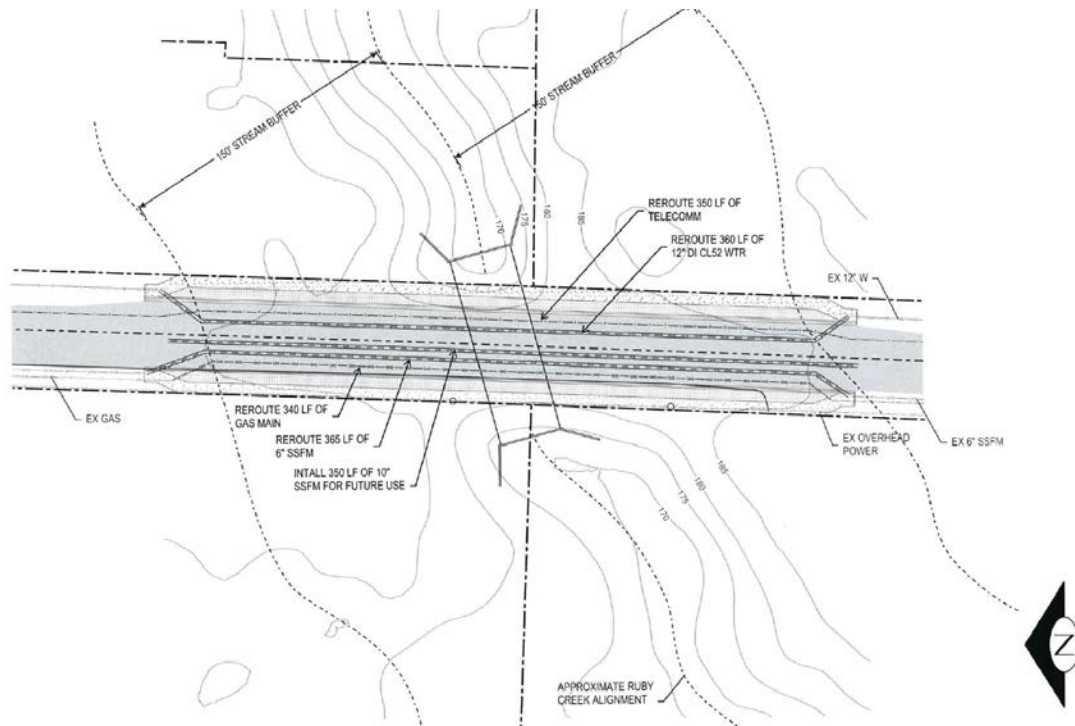 150' STREAM BUFFER
150' STREAM BUFFER
170
175
180
185
REROUTE 350 LF OF
TELECOMM
REROUTE 360 LF OF
12" DI CL52 WTR
EX 12" W
EX GAS
REROUTE 340 LF OF
GAS MAIN
REROUTE 365 LF OF
6" SSFM
INTALL 350 LF OF 10"
SSFM FOR FUTURE USE
EX OVERHEAD
POWER
EX 6" SSFM
185
180
175
170
APPROXIMATE RUBY
CREEK ALIGNMENT
N